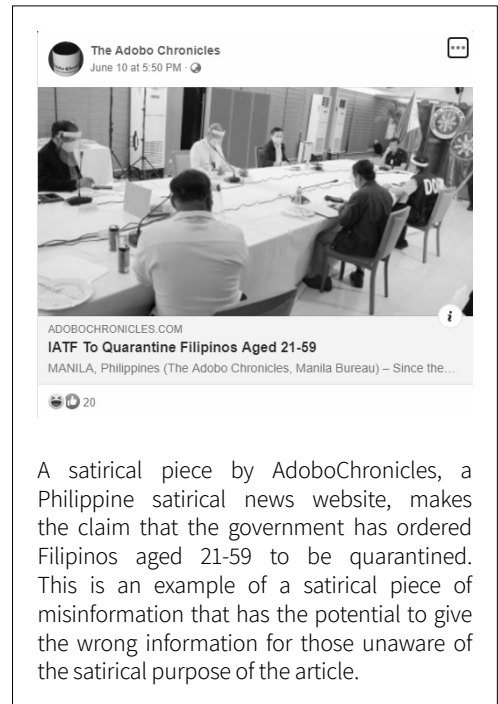 The Adobo Chronicles
June 10 at 5:50 PM ·
DOH
ADOBOCHRONICLES.COM
IATF To Quarantine Filipinos Aged 21-59
MANILA, Philippines (The Adobo Chronicles, Manila Bureau) – Since the...
20
A satirical piece by AdoboChronicles, a
Philippine satirical news website, makes
the claim that the government has ordered
Filipinos aged 21-59 to be quarantined.
This is an example of a satirical piece of
misinformation that has the potential to give
the wrong information for those unaware of
the satirical purpose of the article.